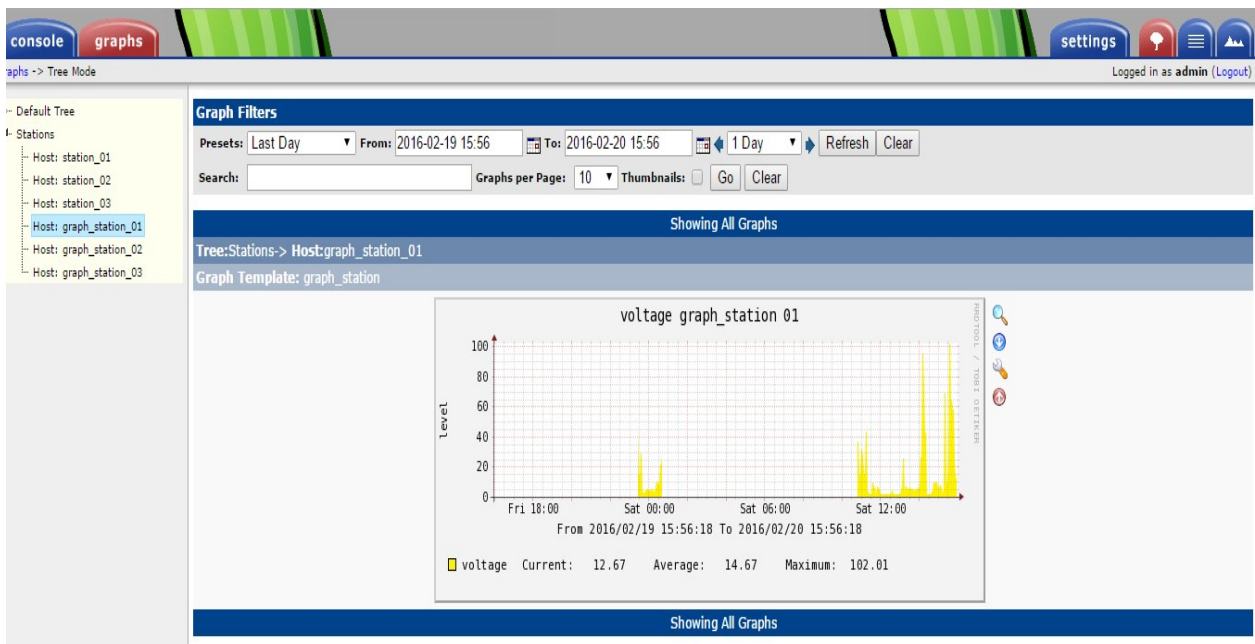 console graphs settings
raphs -> Tree Mode Logged in as admin (Logout)
Default Tree
Stations
Host: station_01
Host: station_02
Host: station_03
Host: graph_station_01
Host: graph_station_02
Host: graph_station_03
Graph Filters
Presets: Last Day From: 2016-02-19 15:56 To: 2016-02-20 15:56 1 Day Refresh Clear
Search: Graphs per Page: 10 Thumbnails: Go Clear
Showing All Graphs
Tree:Stations-> Host:graph_station_01
Graph Template: graph_station
voltage graph_station 01
RRDTOOL / TOBI OETIKER
level
100
80
60
40
20
0
Fri 18:00 Sat 00:00 Sat 06:00 Sat 12:00
From 2016/02/19 15:56:18 To 2016/02/20 15:56:18
voltage Current: 12.67 Average: 14.67 Maximum: 102.01
Showing All Graphs